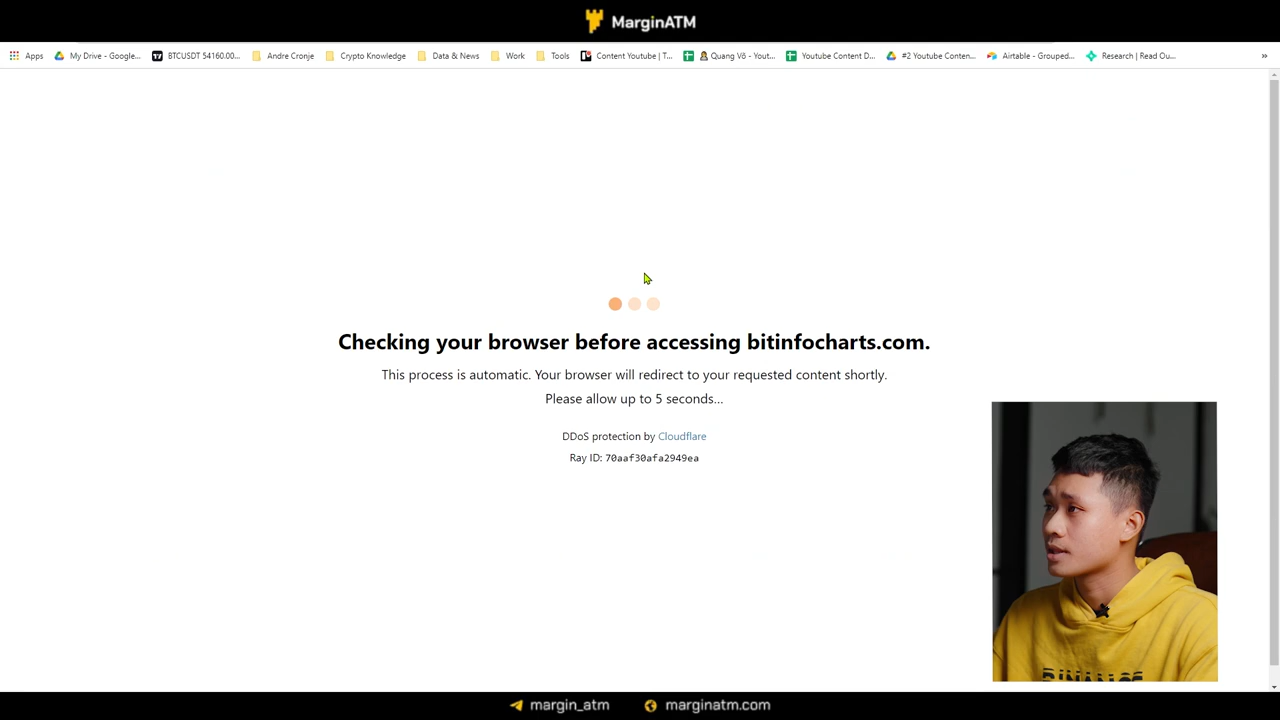 MarginATM
Apps My Drive - Google... BTCUSDT 54160.00... Andre Cronje Crypto Knowledge Data & News Work Tools Content Youtube | T... Quang Võ - Yout... Youtube Content D... #2 Youtube Conten... Airtable - Grouped... Research | Read Ou... »
Checking your browser before accessing bitinfocharts.com.
This process is automatic. Your browser will redirect to your requested content shortly.
Please allow up to 5 seconds...
DDoS protection by Cloudflare
Ray ID: 70aaf30afa2949ea
BINANCE
margin_atm marginatm.com